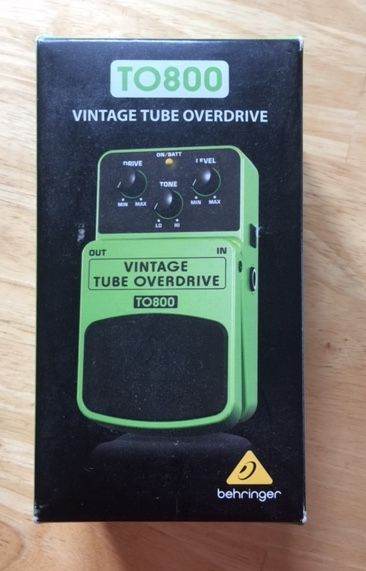 TO800
VINTAGE TUBE OVERDRIVE
ON/BATT
DRIVE
LEVEL
TONE
MIN MAX
MIN MAX
LO HI
OUT IN
VINTAGE
TUBE OVERDRIVE
TO800
behringer